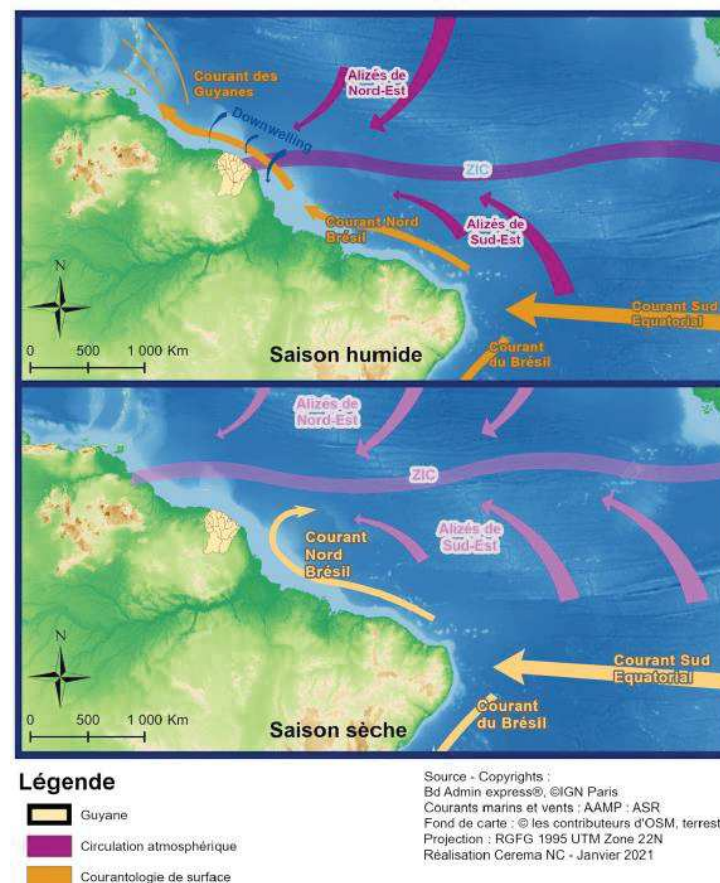 Courant des
Guyanes
Alizés de
Nord-Est
Downwelling
ZIC
Courant Nord
Brésil
Alizés de
Sud-Est
Courant Sud
Equatorial
Courant
du Brésil
N
0 500 1 000 Km
Saison humide
Alizés de
Nord-Est
ZIC
Courant
Nord
Brésil
Alizés de
Sud-Est
Courant Sud
Equatorial
Courant
du Brésil
N
0 500 1 000 Km
Saison sèche
Légende
Guyane
Circulation atmosphérique
Courantologie de surface
Source - Copyrights :
Bd Admin express®, ©IGN Paris
Courants marins et vents : AAMP : ASR
Fond de carte : © les contributeurs d'OSM, terrest
Projection : RGFG 1995 UTM Zone 22N
Réalisation Cerema NC - Janvier 2021